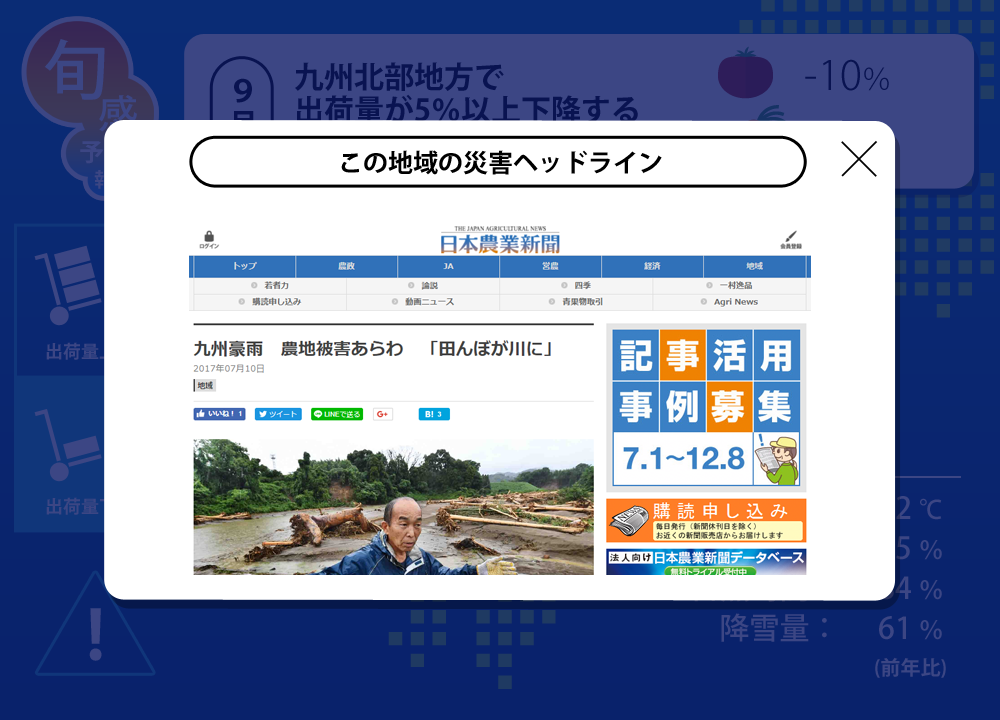 旬
感
予
報
9
九州北部地方で
出荷量が5%以上下降する
-10%
この地域の災害ヘッドライン
ログイン
THE JAPAN AGRICULTURAL NEWS
日本農業新聞
会員登録
トップ 農政 JA 営農 経済 地域
若者力 論説 四季 一村逸品
購読申し込み 動画ニュース 青果物取引 Agri News
九州豪雨 農地被害あらわ 「田んぼが川に」
2017年07月10日
地域
いいね! 1 ツイート LINEで送る G+ B! 3
記事活用
事例募集
7.1～12.8
購読申し込み
毎日発行（新聞休刊日を除く）
お近くの新聞販売店からお届けします
法人向け 日本農業新聞データベース
無料トライアル受付中
出荷量
出荷量
2 ℃
5 %
4 %
降雪量： 61 %
(前年比)